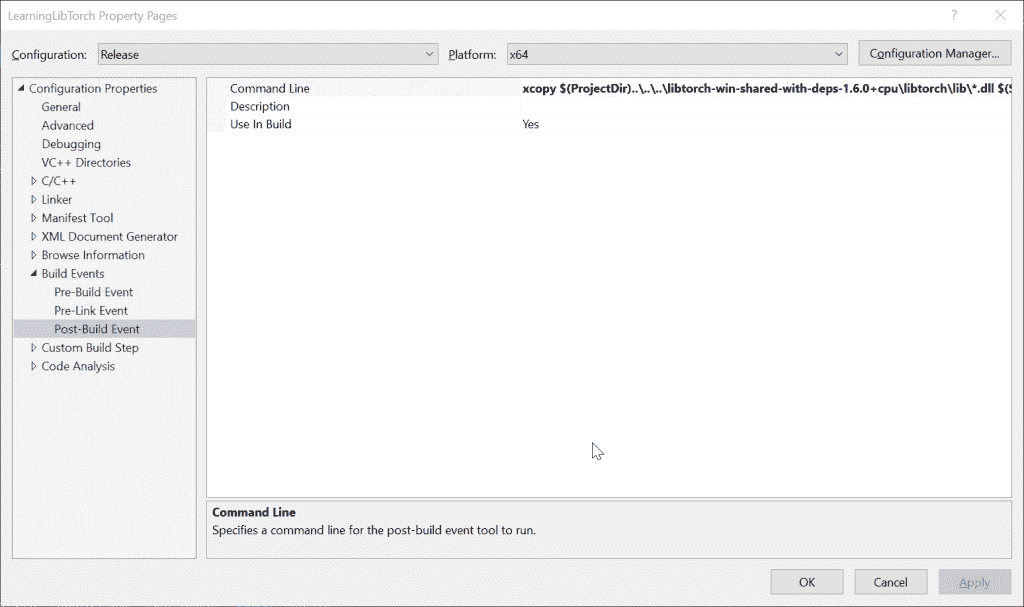 LearningLibTorch Property Pages
?
Configuration: Release Platform: x64 Configuration Manager...
Configuration Properties
General
Advanced
Debugging
VC++ Directories
C/C++
Linker
Manifest Tool
XML Document Generator
Browse Information
Build Events
Pre-Build Event
Pre-Link Event
Post-Build Event
Custom Build Step
Code Analysis
Command Line xcopy $(ProjectDir)..\..\..\libtorch-win-shared-with-deps-1.6.0+cpu\libtorch\lib\*.dll $(S
Description
Use In Build Yes
Command Line
Specifies a command line for the post-build event tool to run.
OK Cancel Apply